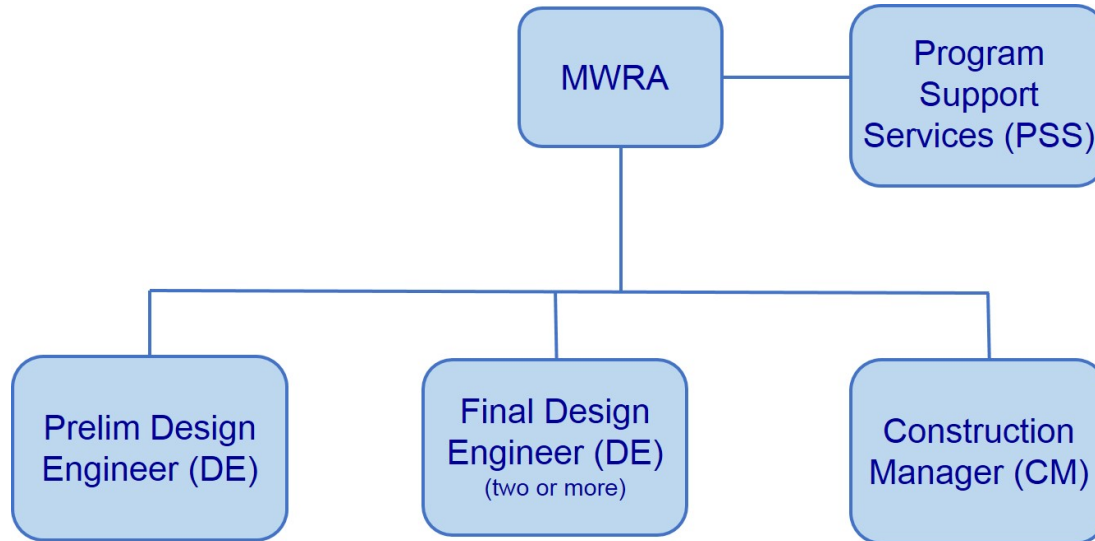 MWRA
Program
Support
Services (PSS)
Prelim Design
Engineer (DE)
Final Design
Engineer (DE)
(two or more)
Construction
Manager (CM)